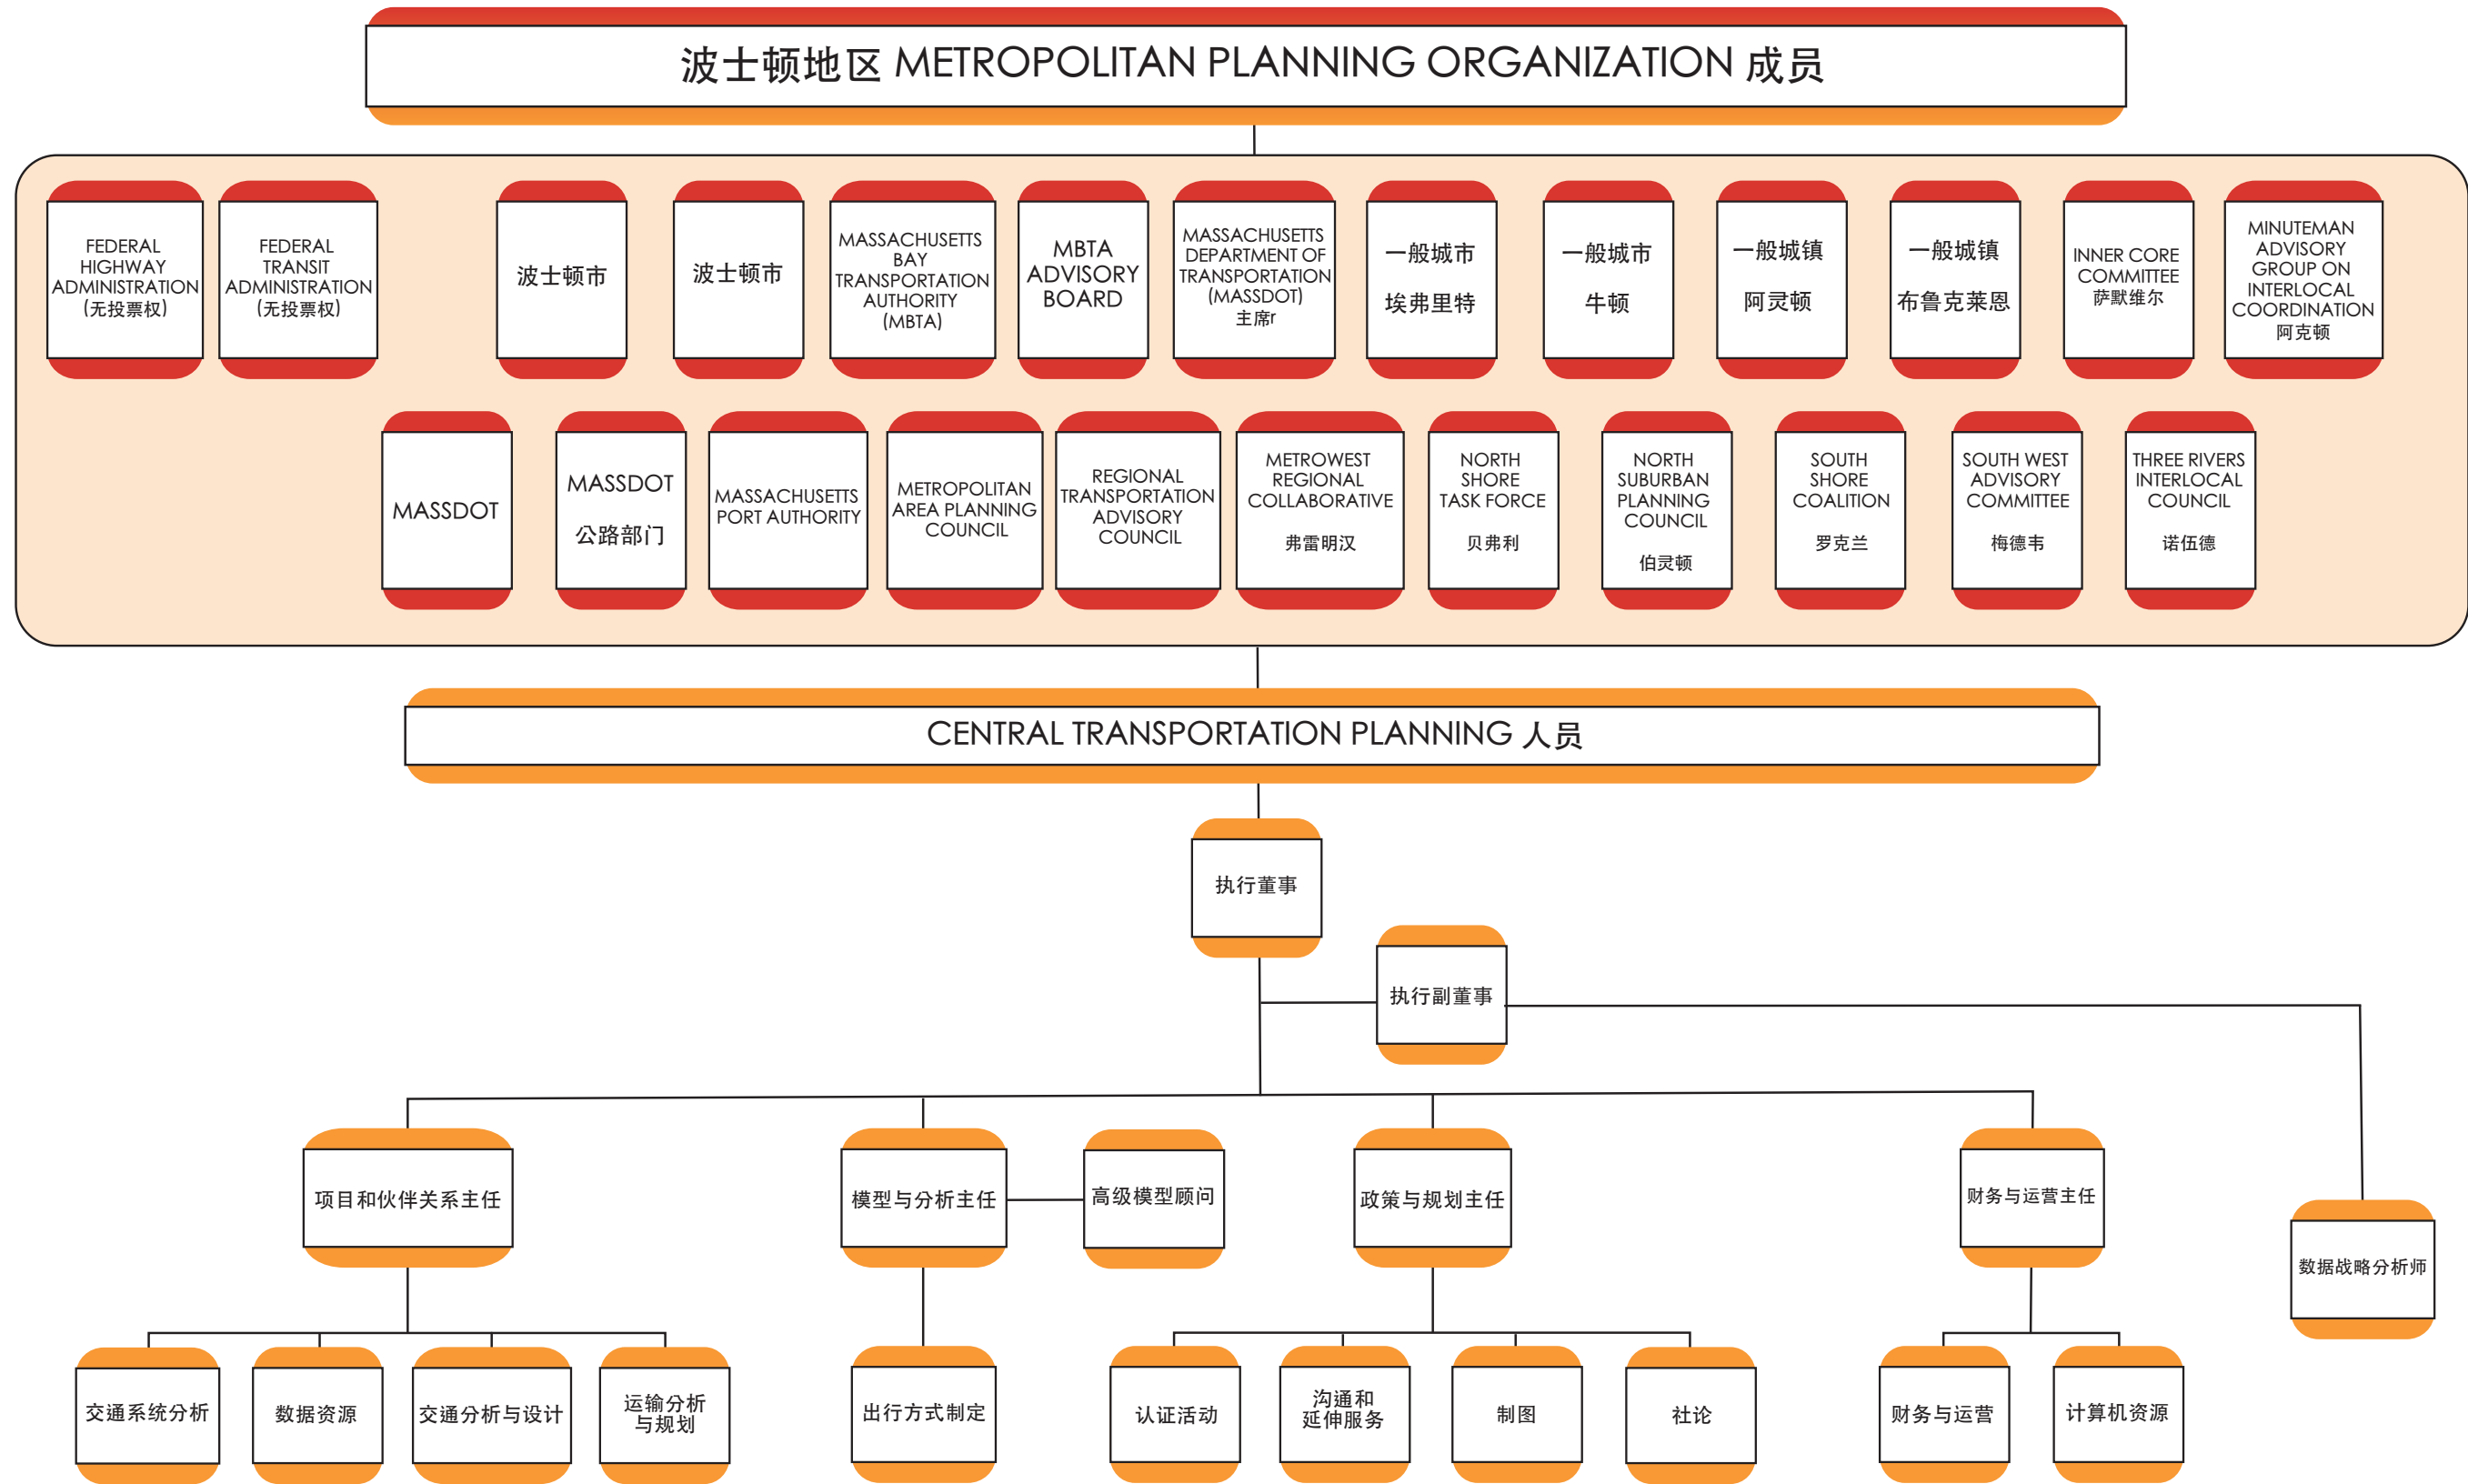 波士顿地区 METROPOLITAN PLANNING ORGANIZATION 成员
FEDERAL
HIGHWAY
ADMINISTRATION
(无投票权)
FEDERAL
TRANSIT
ADMINISTRATION
(无投票权)
波士顿市
波士顿市
MASSACHUSETTS
BAY
TRANSPORTATION
AUTHORITY
(MBTA)
MBTA
ADVISORY
BOARD
MASSACHUSETTS
DEPARTMENT OF
TRANSPORTATION
(MASSDOT)
主席r
一般城市
埃弗里特
一般城市
牛顿
一般城镇
阿灵顿
一般城镇
布鲁克莱恩
INNER CORE
COMMITTEE
萨默维尔
MINUTEMAN
ADVISORY
GROUP ON
INTERLOCAL
COORDINATION
阿克顿
MASSDOT
MASSDOT
公路部门
MASSACHUSETTS
PORT AUTHORITY
METROPOLITAN
AREA PLANNING
COUNCIL
REGIONAL
TRANSPORTATION
ADVISORY
COUNCIL
METROWEST
REGIONAL
COLLABORATIVE
弗雷明汉
NORTH
SHORE
TASK FORCE
贝弗利
NORTH
SUBURBAN
PLANNING
COUNCIL
伯灵顿
SOUTH
SHORE
COALITION
罗克兰
SOUTH WEST
ADVISORY
COMMITTEE
梅德韦
THREE RIVERS
INTERLOCAL
COUNCIL
诺伍德
CENTRAL TRANSPORTATION PLANNING 人员
执行董事
执行副董事
项目和伙伴关系主任
模型与分析主任
高级模型顾问
政策与规划主任
财务与运营主任
数据战略分析师
交通系统分析
数据资源
交通分析与设计
运输分析
与规划
出行方式制定
认证活动
沟通和
延伸服务
制图
社论
财务与运营
计算机资源